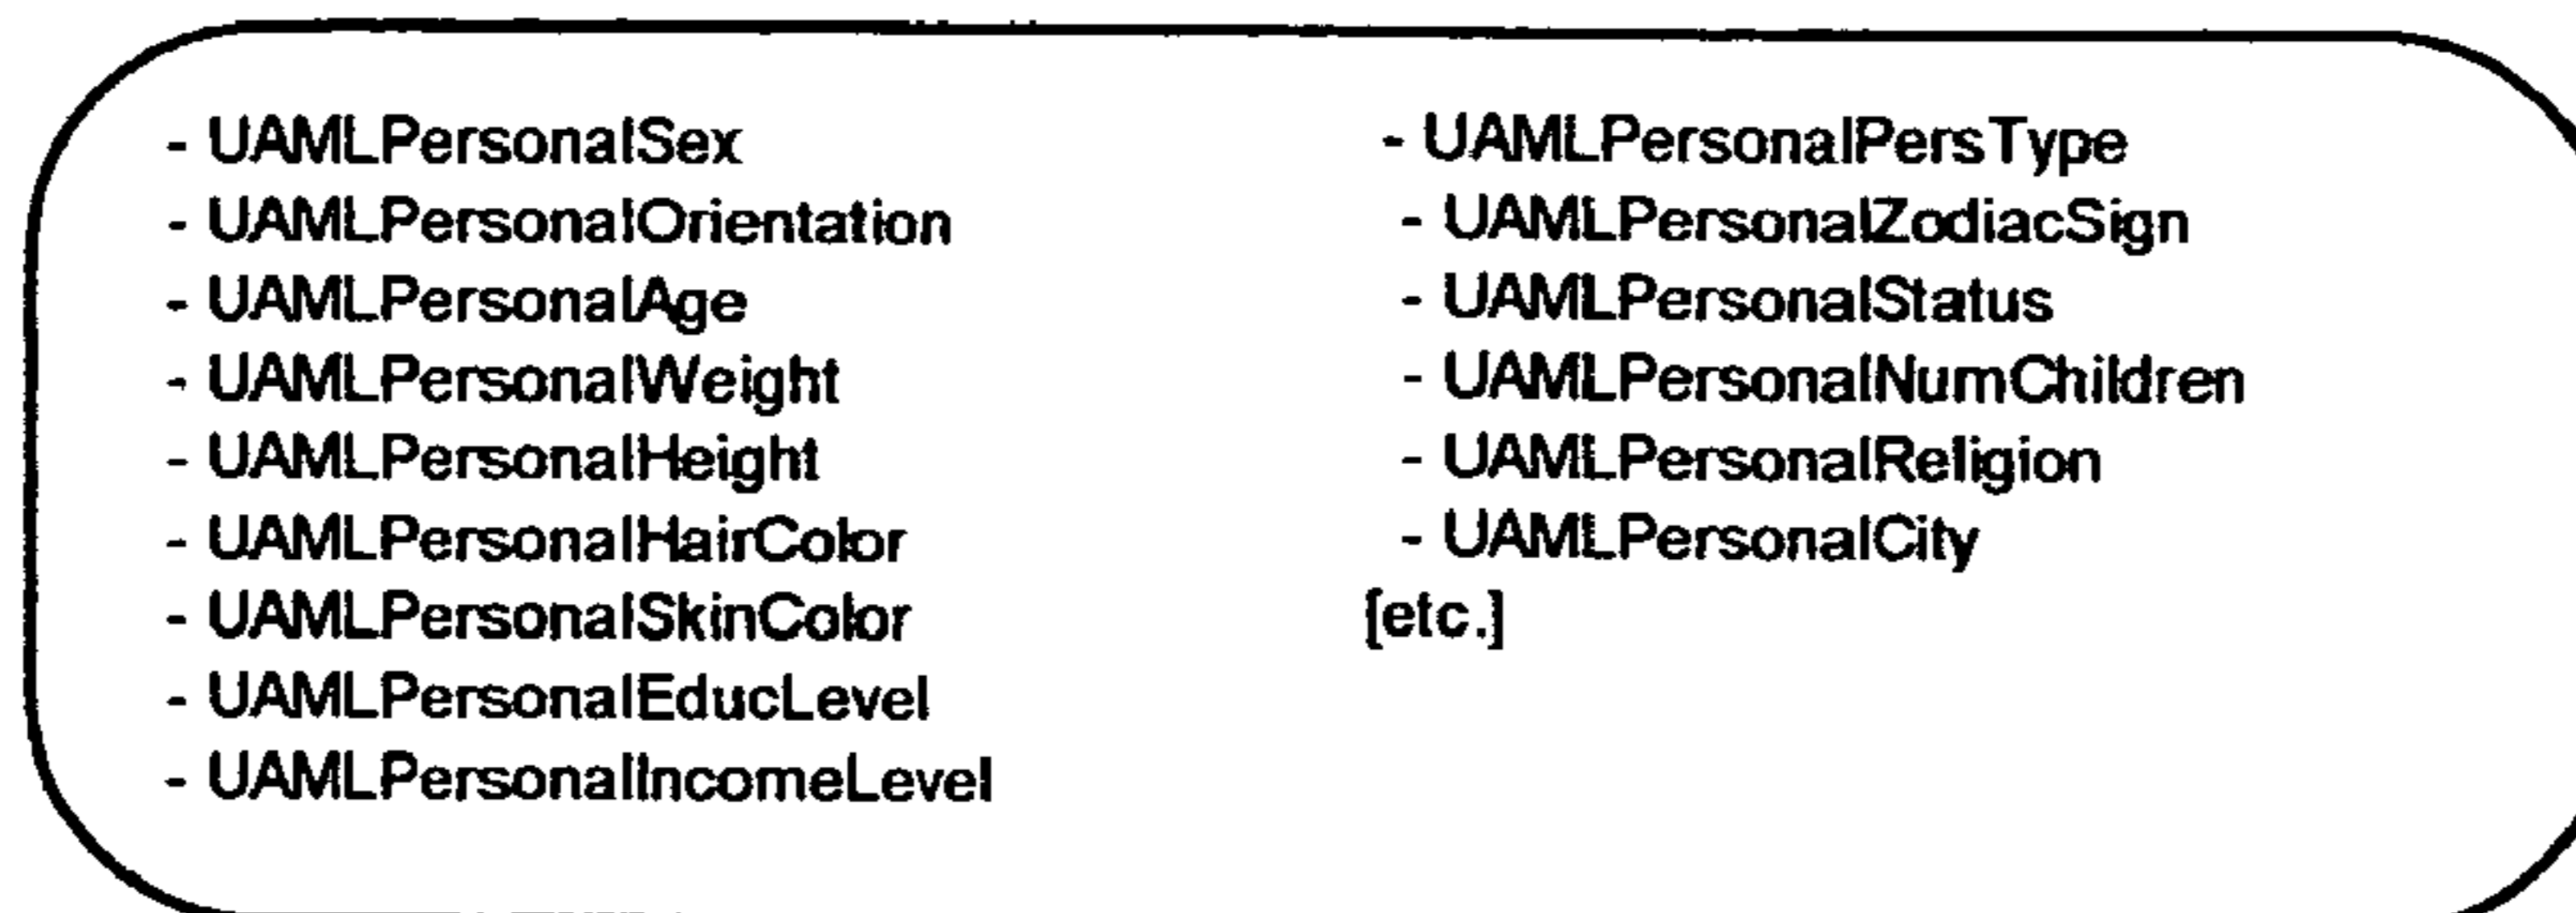 - UAMLPersonalSex
- UAMLPersonalOrientation
- UAMLPersonalAge
- UAMLPersonalWeight
- UAMLPersonalHeight
- UAMLPersonalHairColor
- UAMLPersonalSkinColor
- UAMLPersonalEducLevel
- UAMLPersonalIncomeLevel
- UAMLPersonalPersType
- UAMLPersonalZodiacSign
- UAMLPersonalStatus
- UAMLPersonalNumChildren
- UAMLPersonalReligion
- UAMLPersonalCity
[etc.]